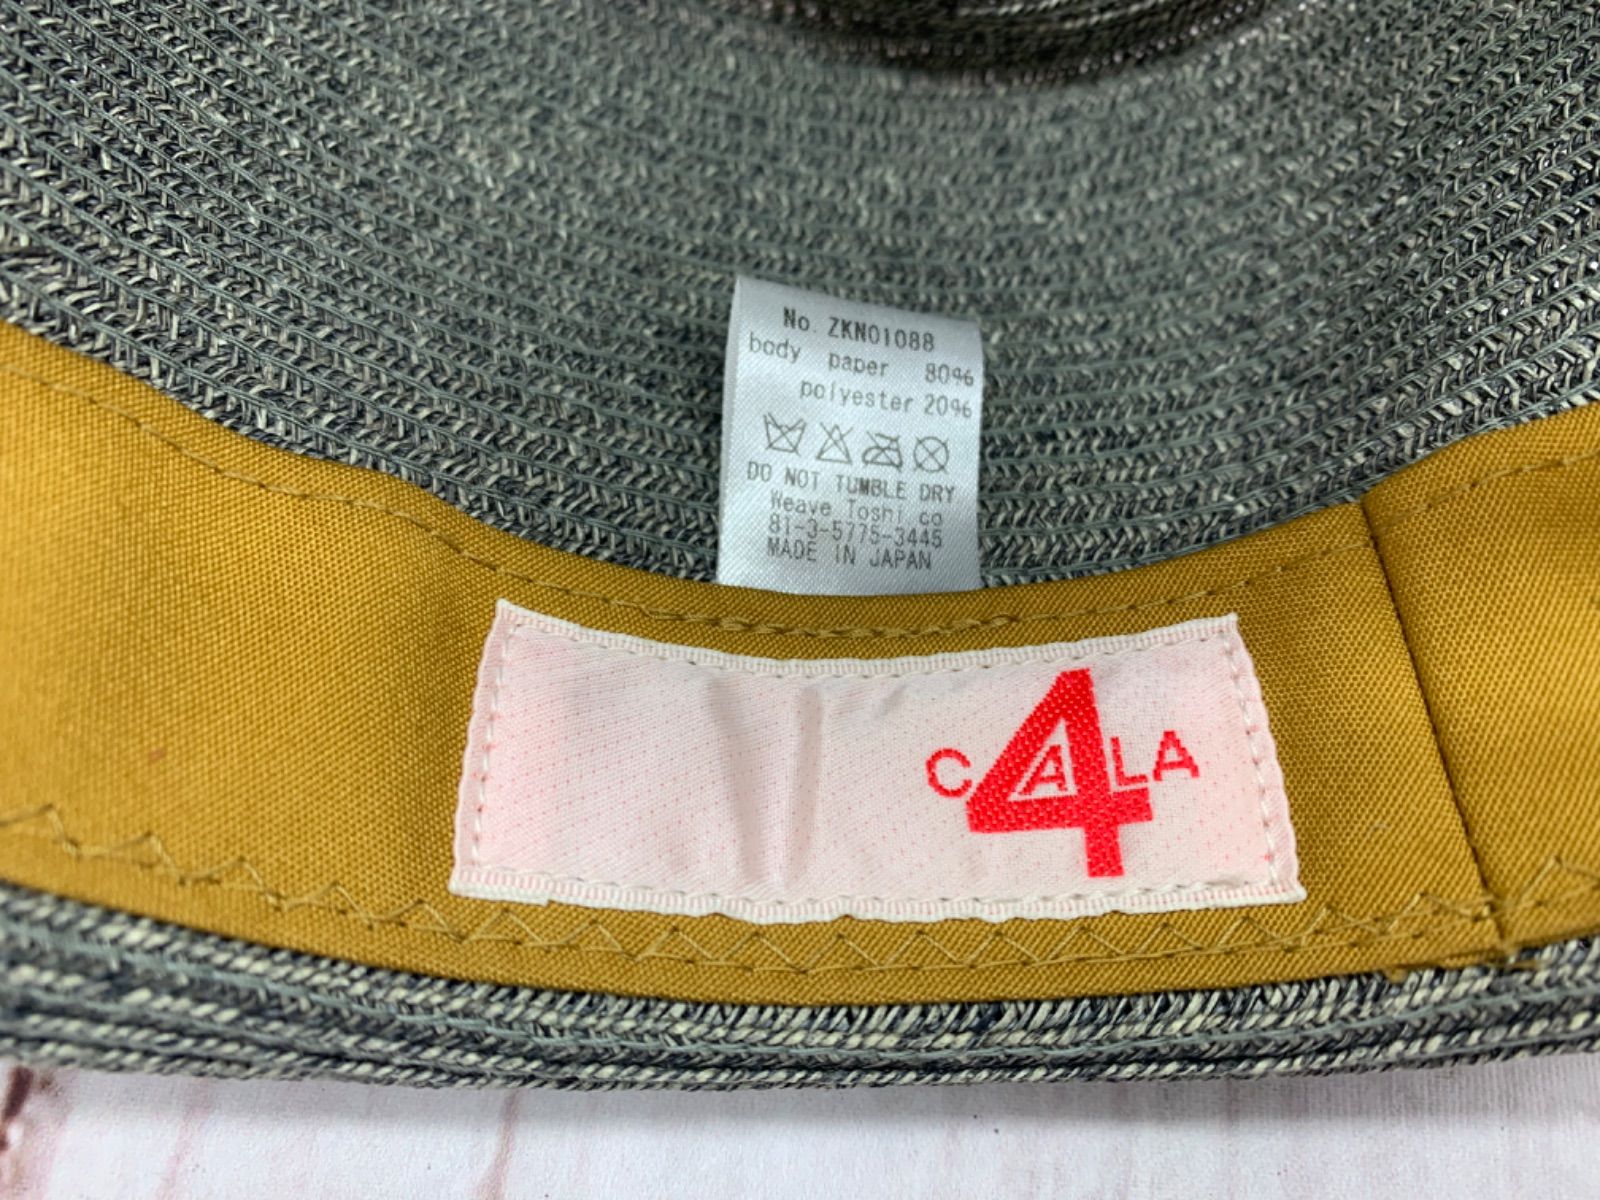 No. ZKN01088
body paper 80%
polyester 20%
DO NOT TUMBLE DRY
Weave Toshi co
81-3-5775-3445
MADE IN JAPAN
CA4LA